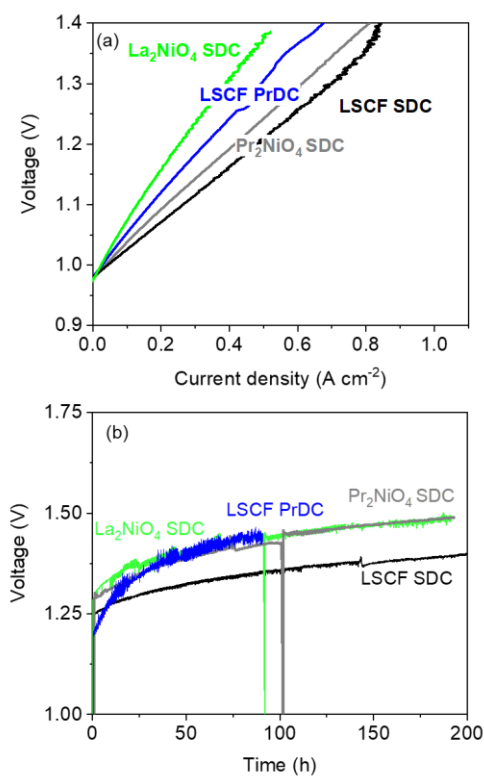 (a)
1.4
1.3
1.2
1.1
1.0
0.9
Voltage (V)
La₂NiO₄ SDC
LSCF PrDC
LSCF SDC
Pr₂NiO₄ SDC
0.0 0.2 0.4 0.6 0.8 1.0
Current density (A cm⁻²)
(b)
1.75
1.50
1.25
1.00
Voltage (V)
Pr₂NiO₄ SDC
LSCF PrDC
La₂NiO₄ SDC
LSCF SDC
0 50 100 150 200
Time (h)